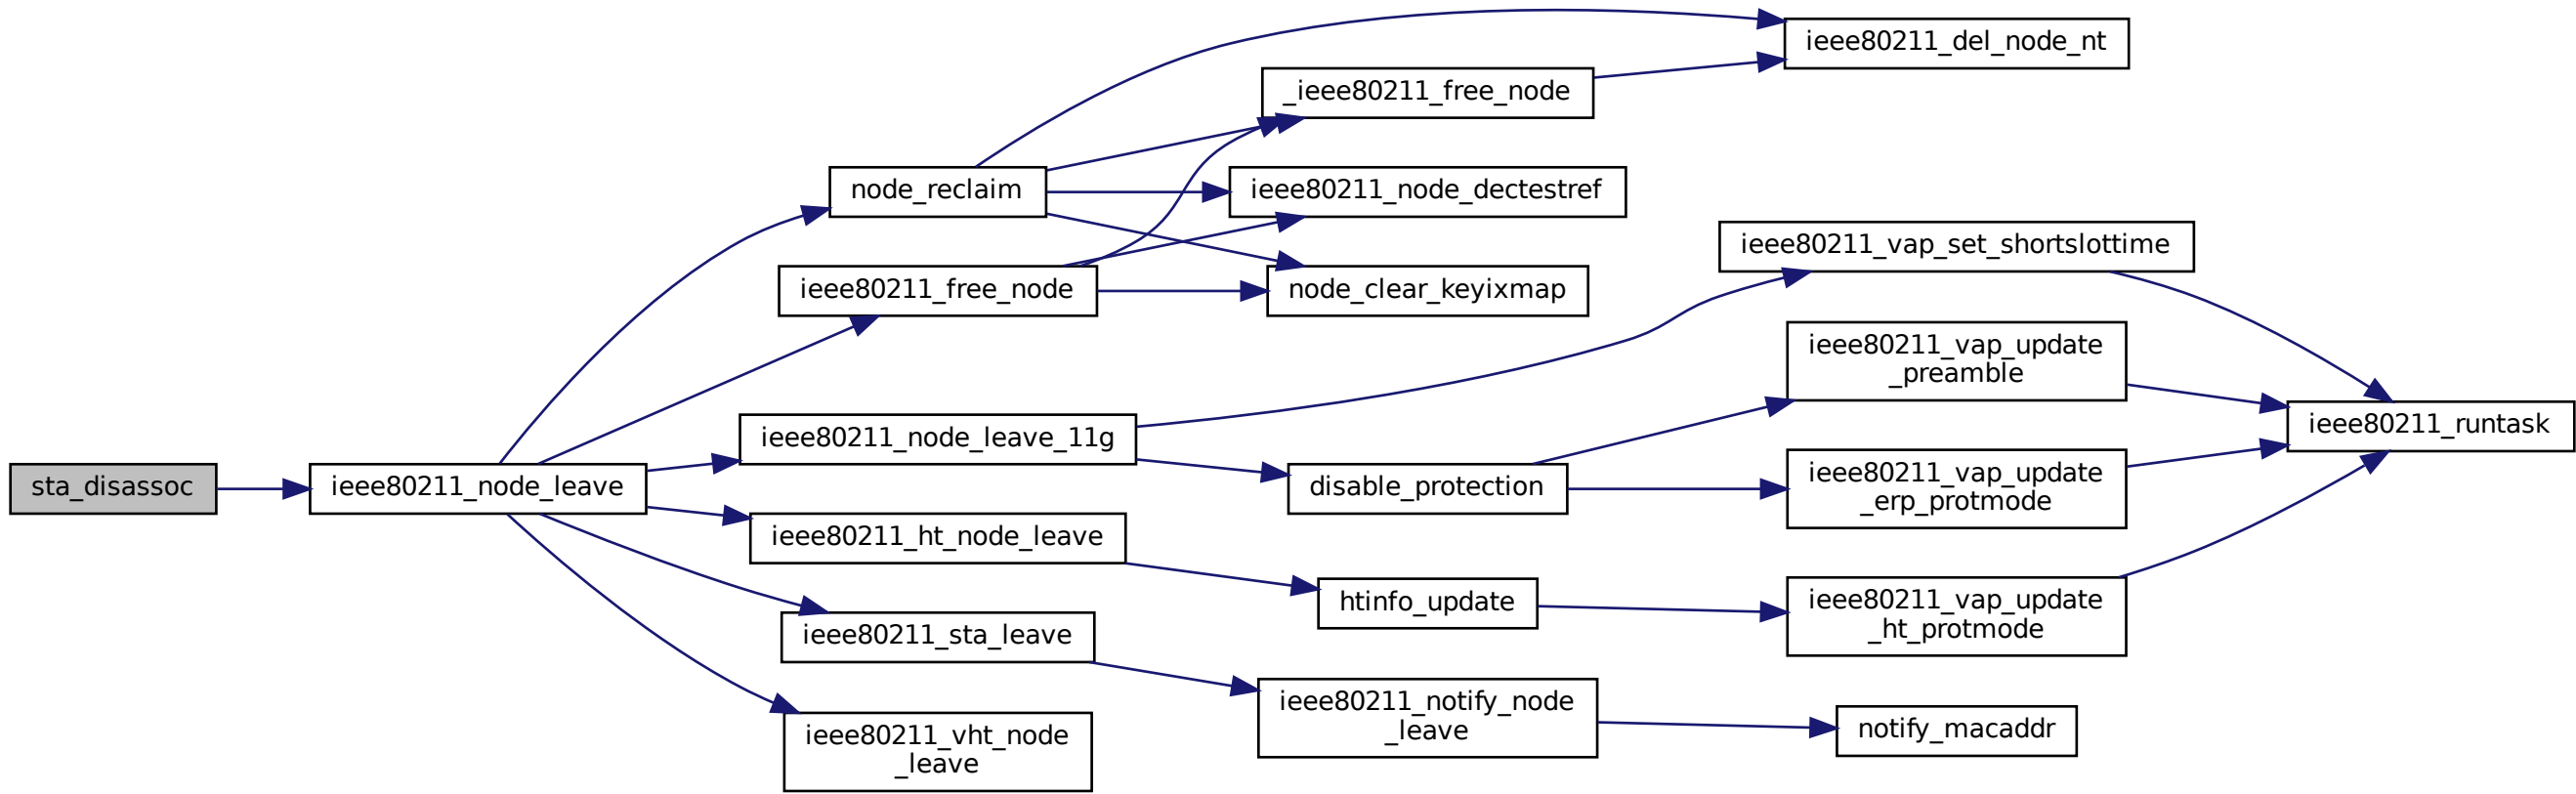 ieee80211_del_node_nt
_ieee80211_free_node
node_reclaim
ieee80211_node_dectestref
ieee80211_vap_set_shortslottime
ieee80211_free_node
node_clear_keyixmap
ieee80211_vap_update
_preamble
ieee80211_runtask
ieee80211_node_leave_11g
sta_disassoc
ieee80211_node_leave
disable_protection
ieee80211_vap_update
_erp_protmode
ieee80211_ht_node_leave
htinfo_update
ieee80211_vap_update
_ht_protmode
ieee80211_sta_leave
ieee80211_notify_node
_leave
notify_macaddr
ieee80211_vht_node
_leave